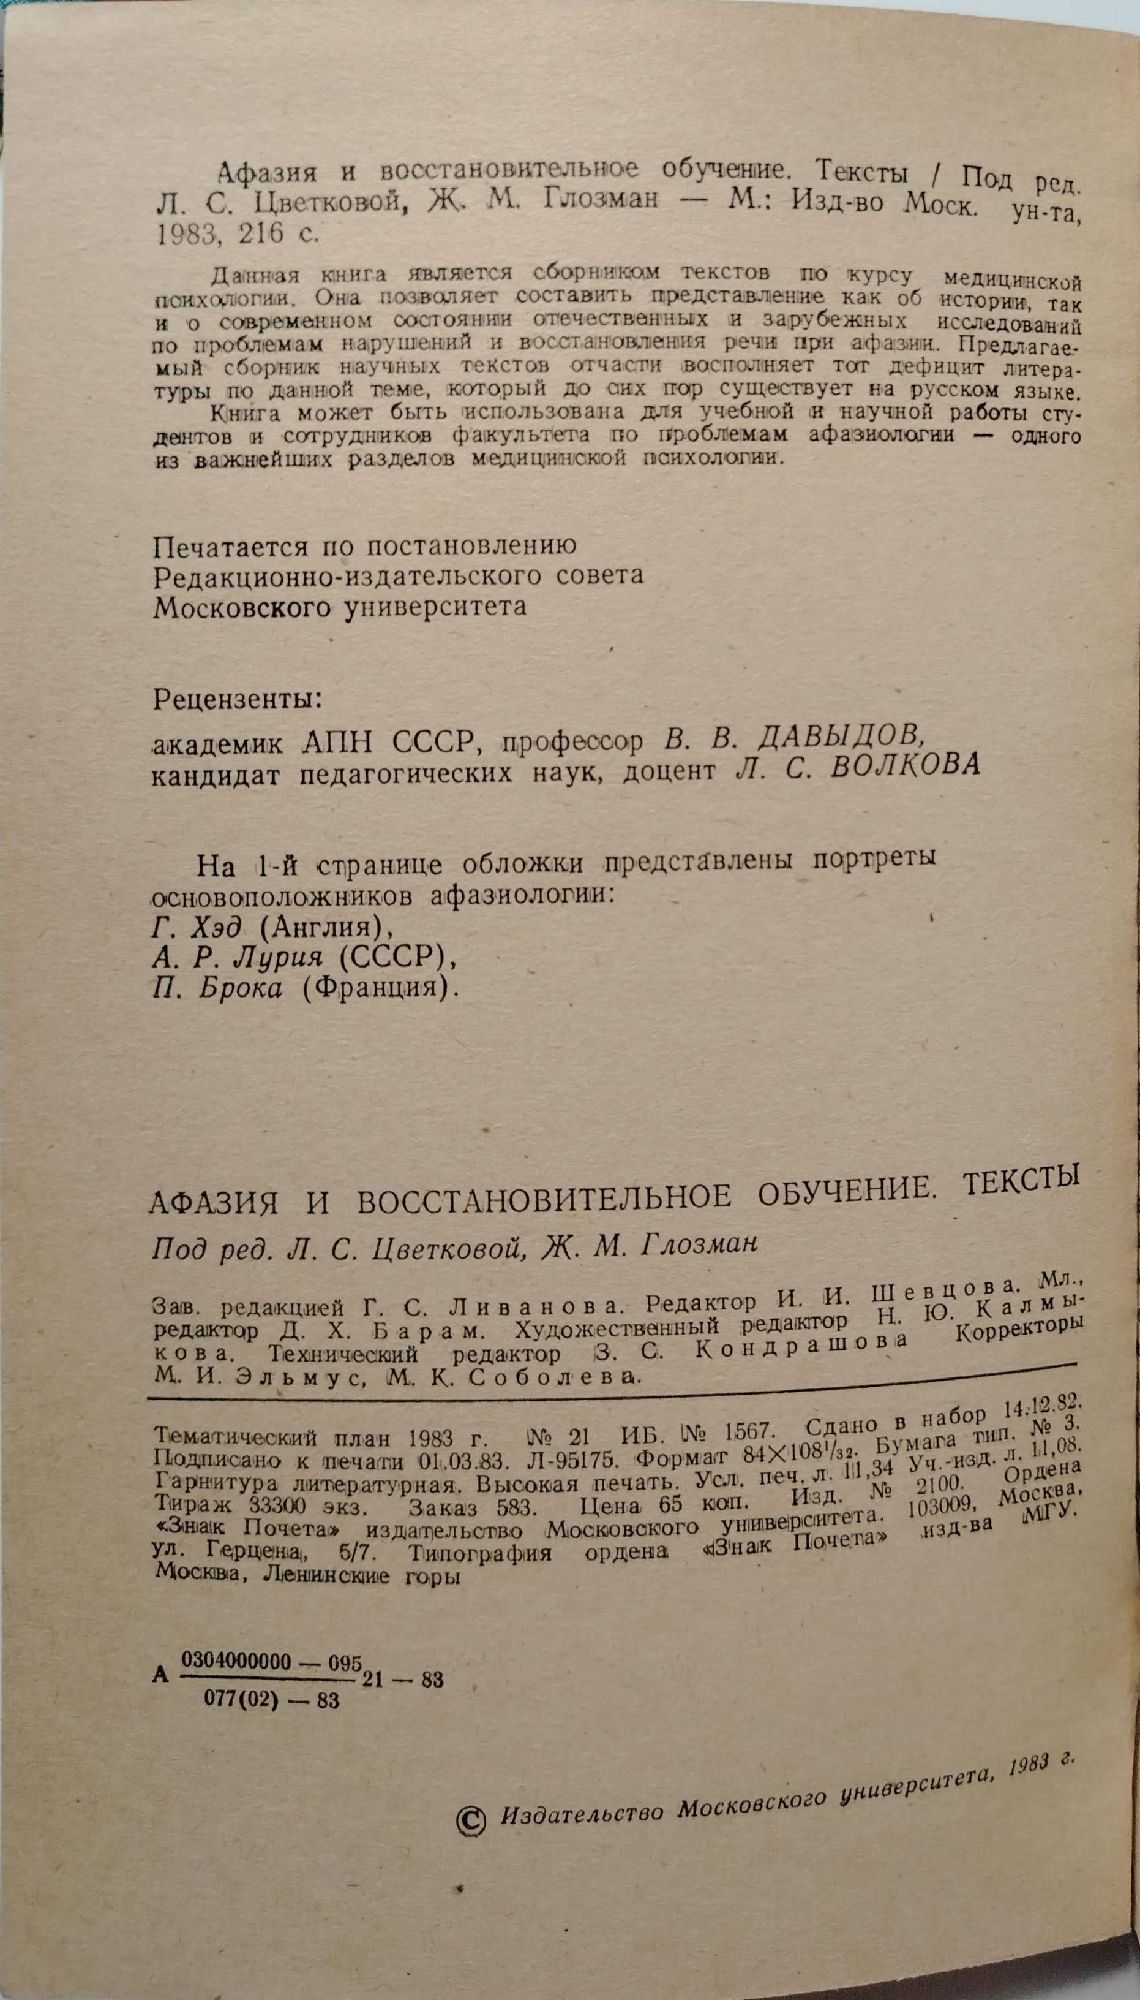 Афазия и восстановительное обучение. Тексты / Под ред.
Л. С. Цветковой, Ж. М. Глозман — М.: Изд-во Моск. ун-та,
1983, 216 с.
Данная книга является сборником текстов по курсу медицинской
психологии. Она позволяет составить представление как об истории, так
и о современном состоянии отечественных и зарубежных исследований
по проблемам нарушений и восстановления речи при афазии. Предлагае-
мый сборник научных текстов отчасти восполняет тот дефицит литера-
туры по данной теме, который до сих пор существует на русском языке.
Книга может быть использована для учебной и научной работы сту-
дентов и сотрудников факультета по проблемам афазиологии — одного
из важнейших разделов медицинской психологии.
Печатается по постановлению
Редакционно-издательского совета
Московского университета
Рецензенты:
академик АПН СССР, профессор В. В. ДАВЫДОВ,
кандидат педагогических наук, доцент Л. С. ВОЛКОВА
На 1-й странице обложки представлены портреты
основоположников афазиологии:
Г. Хэд (Англия),
А. Р. Лурия (СССР),
П. Брока (Франция).
АФАЗИЯ И ВОССТАНОВИТЕЛЬНОЕ ОБУЧЕНИЕ. ТЕКСТЫ
Под ред. Л. С. Цветковой, Ж. М. Глозман
Зав. редакцией Г. С. Ливанова. Редактор И. И. Шевцова. Мл.,
редактор Д. Х. Барам. Художественный редактор Н. Ю. Калмы-
кова. Технический редактор З. С. Кондрашова Корректоры
М. И. Эльмус, М. К. Соболева.
Тематический план 1983 г. № 21 ИБ. № 1567. Сдано в набор 14.12.82.
Подписано к печати 01.03.83. Л-95175. Формат 84×108¹/₃₂. Бумага тип. № 3.
Гарнитура литературная. Высокая печать. Усл. печ. л. 11,34 Уч.-изд. л. 11,08.
Тираж 33300 экз. Заказ 583. Цена 65 коп. Изд. № 2100. Ордена
«Знак Почета» издательство Московского университета. 103009, Москва,
ул. Герцена, 5/7. Типография ордена «Знак Почета» изд-ва МГУ.
Москва, Ленинские горы
А 0304000000 — 095 21 — 83
077(02) — 83
© Издательство Московского университета, 1983 г.